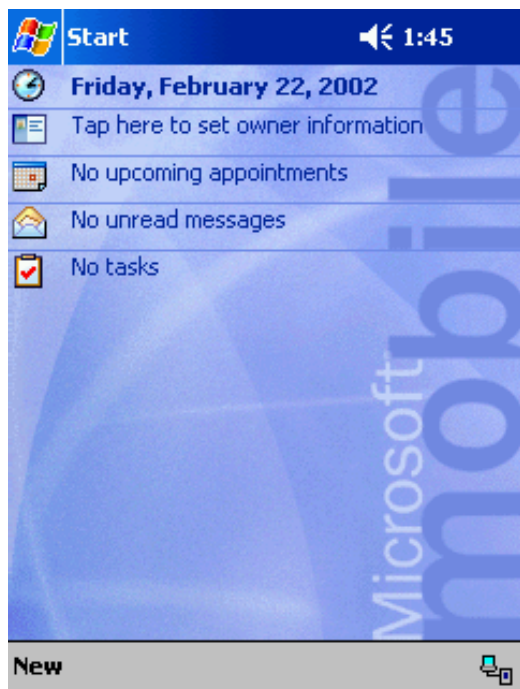 Start 1:45
Friday, February 22, 2002
Tap here to set owner information
No upcoming appointments
No unread messages
No tasks
Microsoft
mobile
New